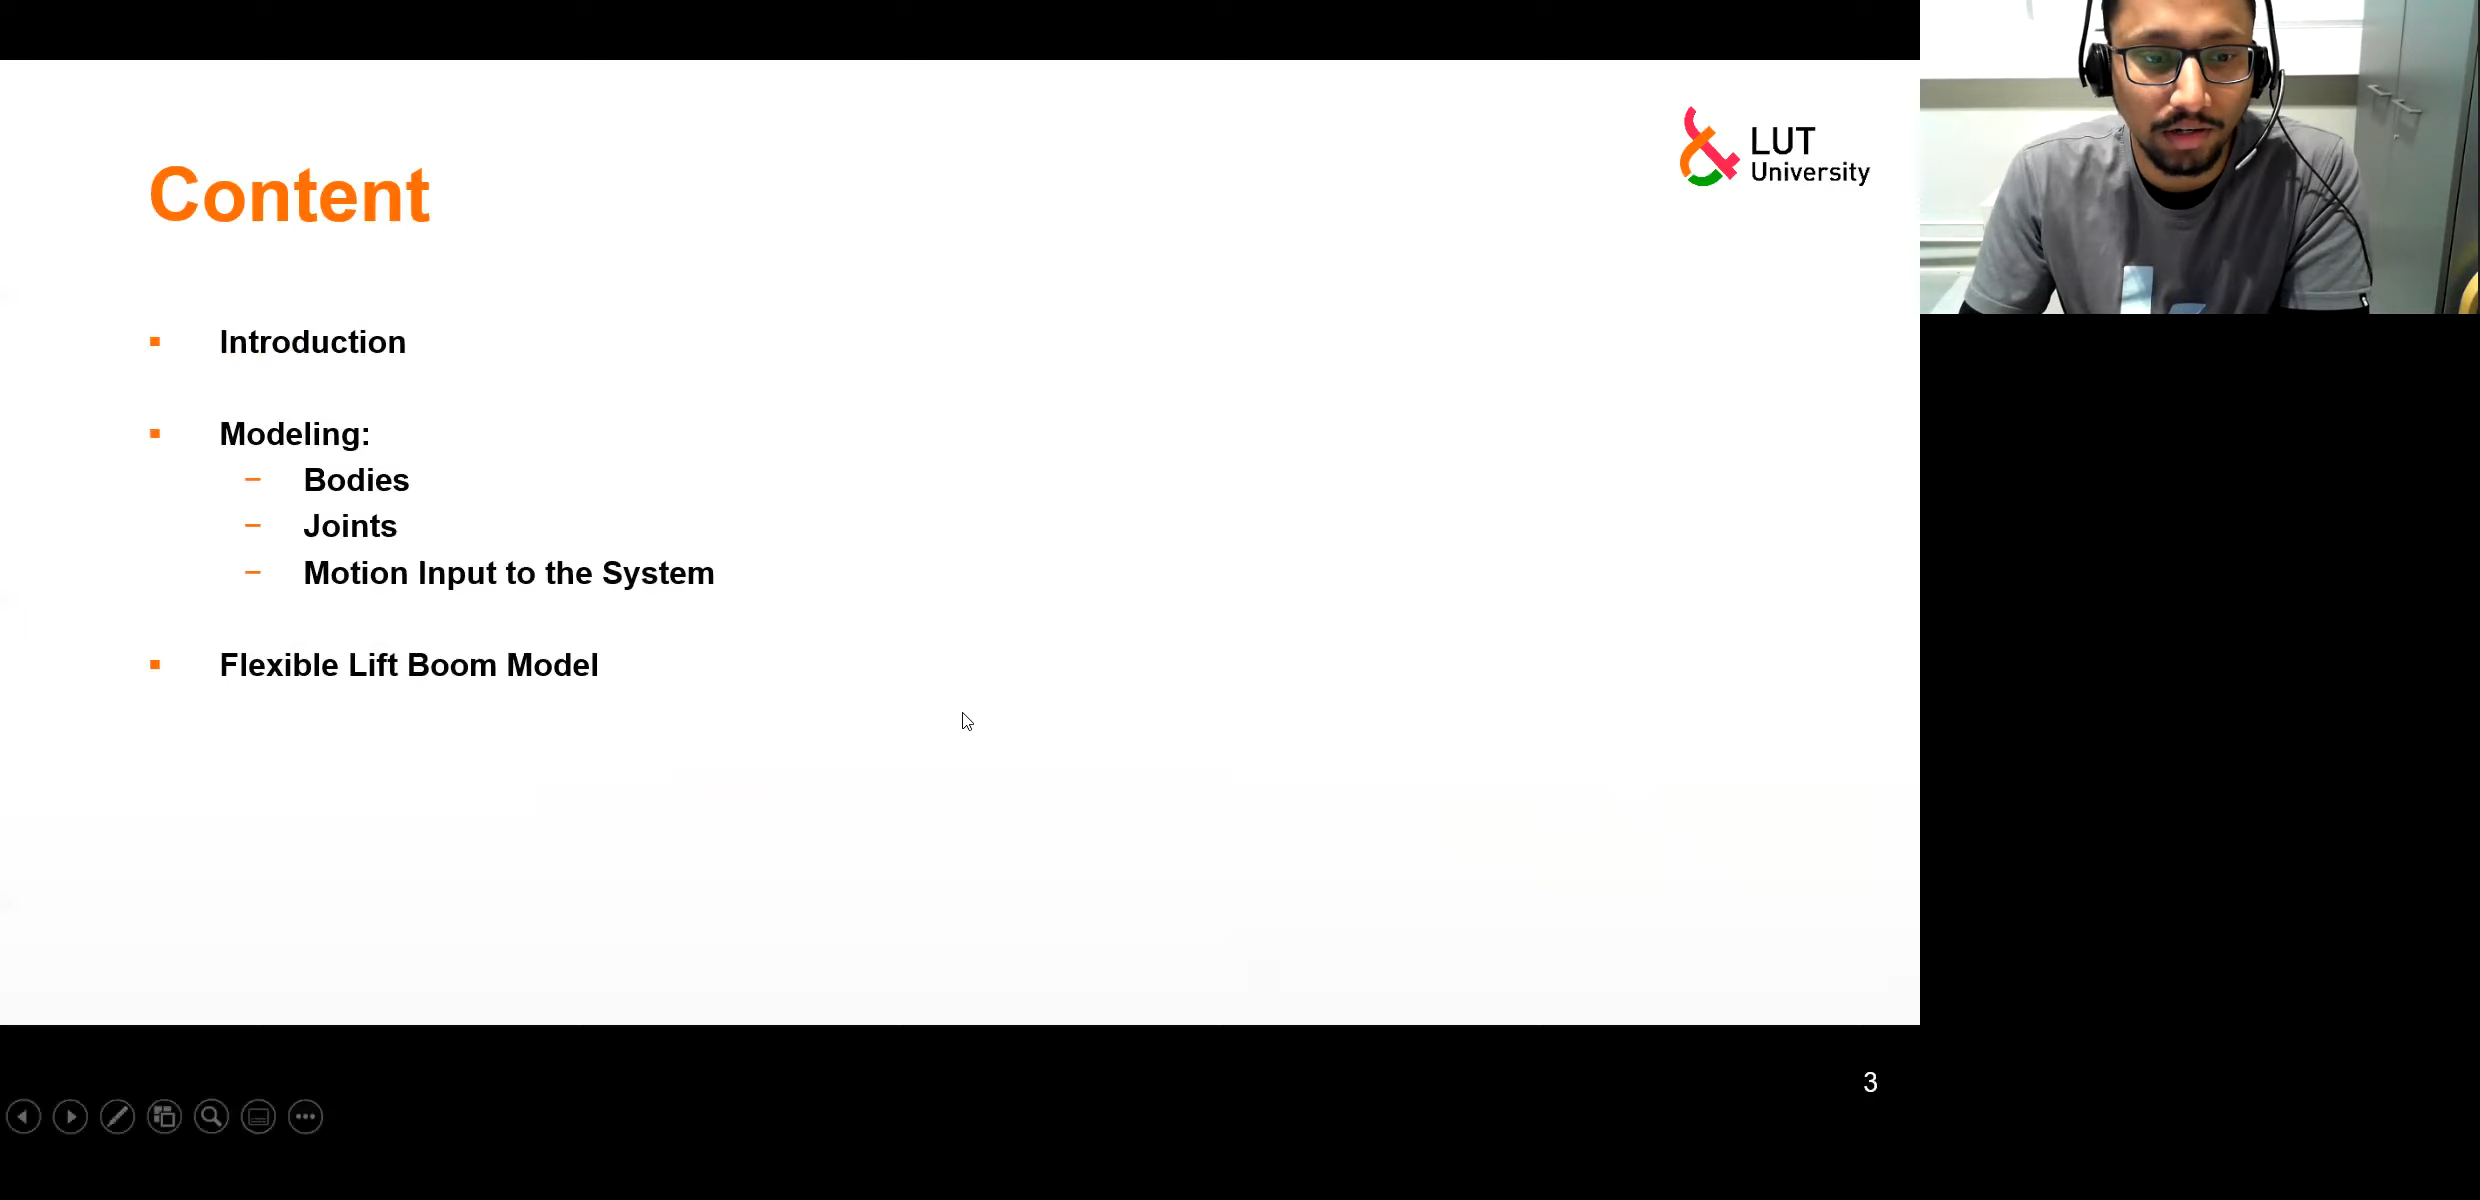 Content
LUT
University
▪ Introduction
▪ Modeling:
– Bodies
– Joints
– Motion Input to the System
▪ Flexible Lift Boom Model
3